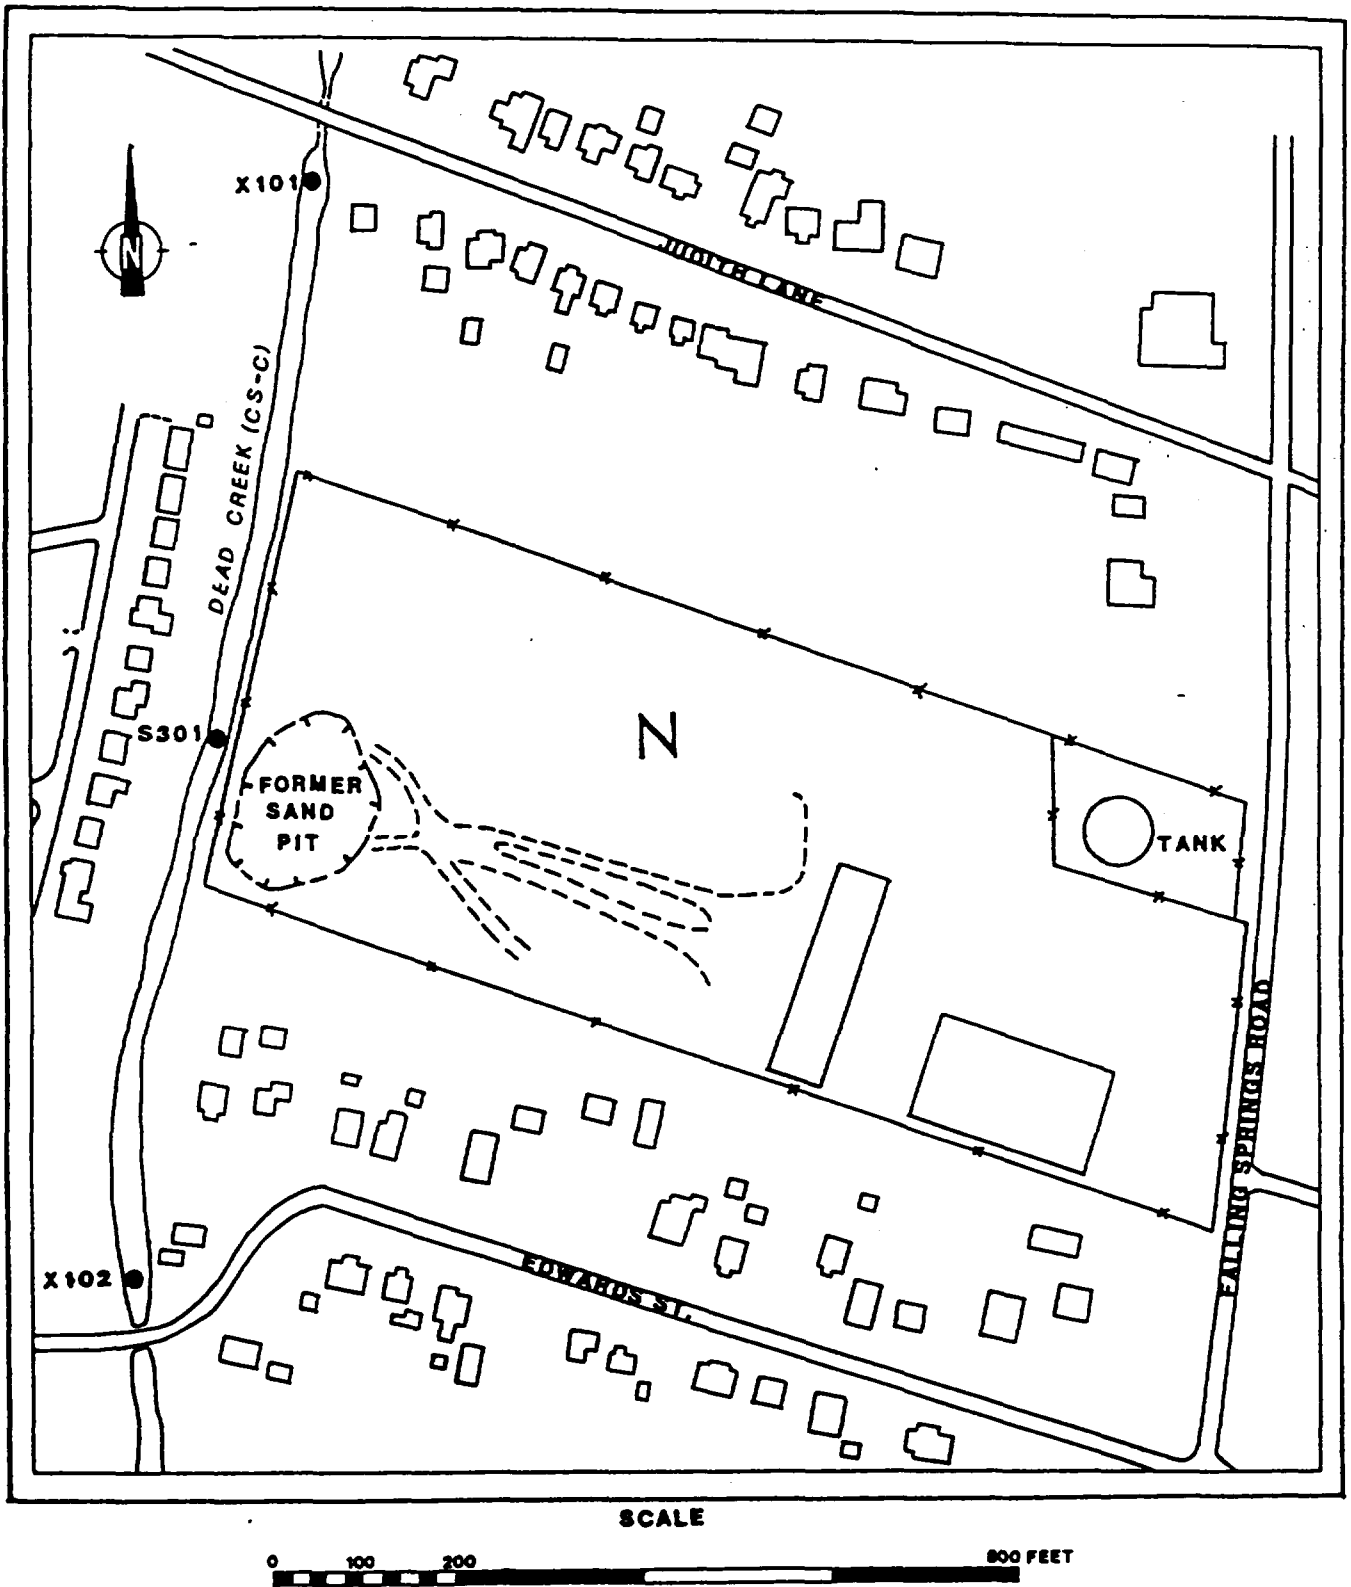 X101
N
JUDITH LANE
DEAD CREEK (CS-C)
S301
N
FORMER
SAND
PIT
TANK
FALLING SPRINGS ROAD
X102
EDWARDS ST.
SCALE
0 100 200 800 FEET